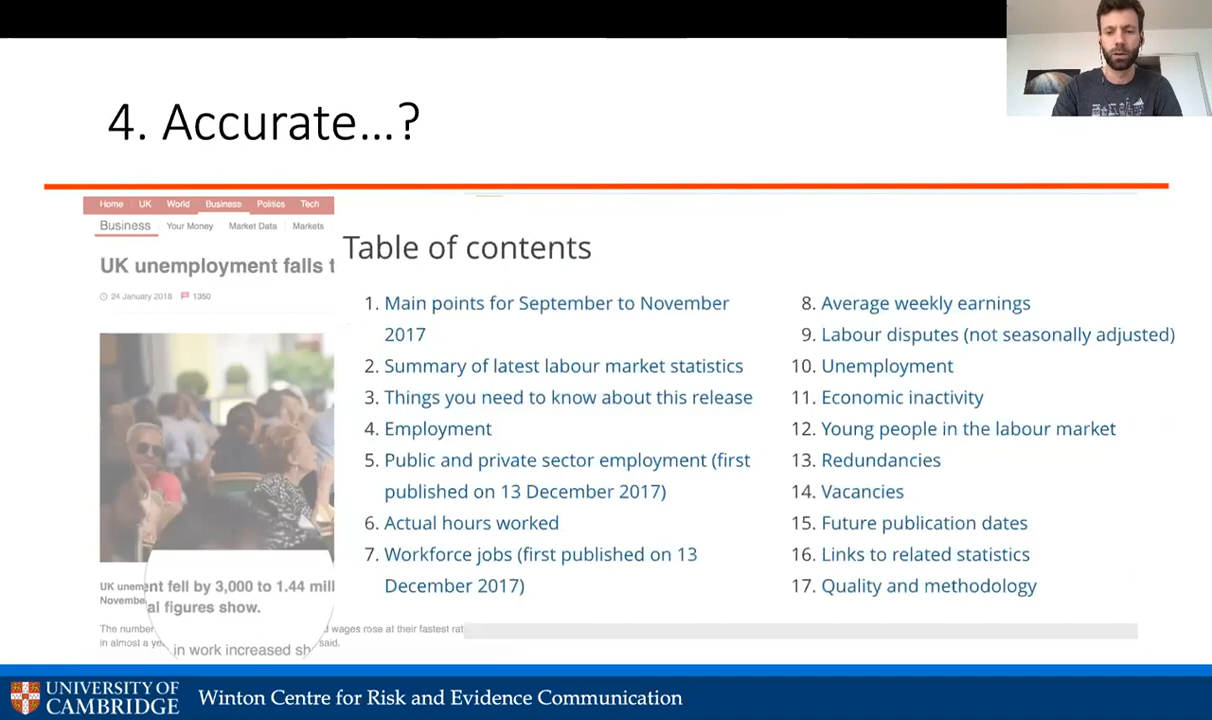 4. Accurate...?
Home UK World Business Politics Tech
Business Your Money Market Data Markets
UK unemployment falls t
24 January 2018 1350
UK unem
ent fell by 3,000 to 1.44 mill
Novembe
al figures show.
The number
d wages rose at their fastest rat
in almost a ye
in work increased sh
said.
Table of contents
1. Main points for September to November
2017
2. Summary of latest labour market statistics
3. Things you need to know about this release
4. Employment
5. Public and private sector employment (first
published on 13 December 2017)
6. Actual hours worked
7. Workforce jobs (first published on 13
December 2017)
8. Average weekly earnings
9. Labour disputes (not seasonally adjusted)
10. Unemployment
11. Economic inactivity
12. Young people in the labour market
13. Redundancies
14. Vacancies
15. Future publication dates
16. Links to related statistics
17. Quality and methodology
UNIVERSITY OF
CAMBRIDGE
Winton Centre for Risk and Evidence Communication